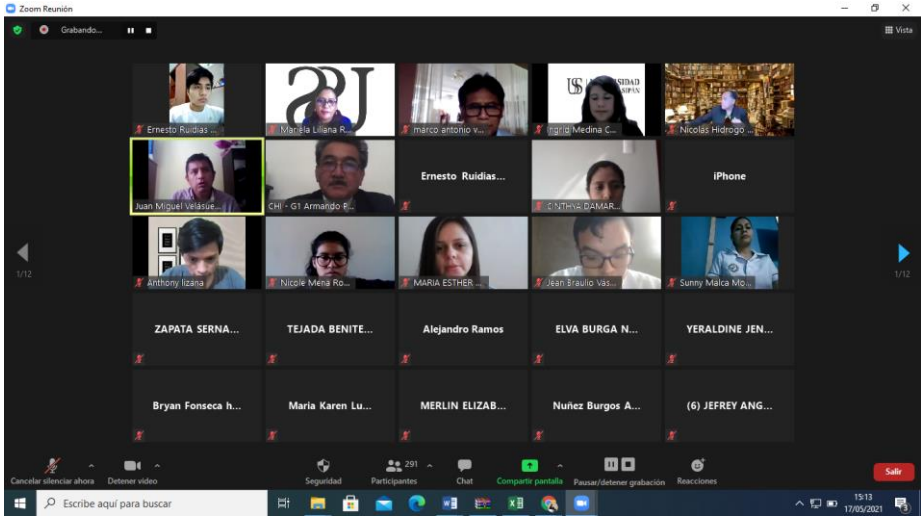 Zoom Reunión
Grabando...
Vista
Ernesto Ruidias ...
Mariela Liliana R...
marco antonio v...
Ingrid Medina C...
Nicolas Hidrogo ...
Juan Miguel Velásue...
CHI - G1 Armando P...
Ernesto Ruidias...
CINTHYA DAMAR...
iPhone
Anthony lizana
Nicole Mena Ro...
MARIA ESTHER ...
Jean Braulio Vas...
Sunny Malca Mo...
1/12
1/12
ZAPATA SERNA...
TEJADA BENITE...
Alejandro Ramos
ELVA BURGA N...
YERALDINE JEN...
Bryan Fonseca h...
Maria Karen Lu...
MERLIN ELIZAB...
Nuñez Burgos A...
(6) JEFREY ANG...
Cancelar silenciar ahora
Detener video
Seguridad
291
Participantes
Chat
Compartir pantalla
Pausar/detener grabación
Reacciones
Salir
Escribe aquí para buscar
15:13
17/05/2021